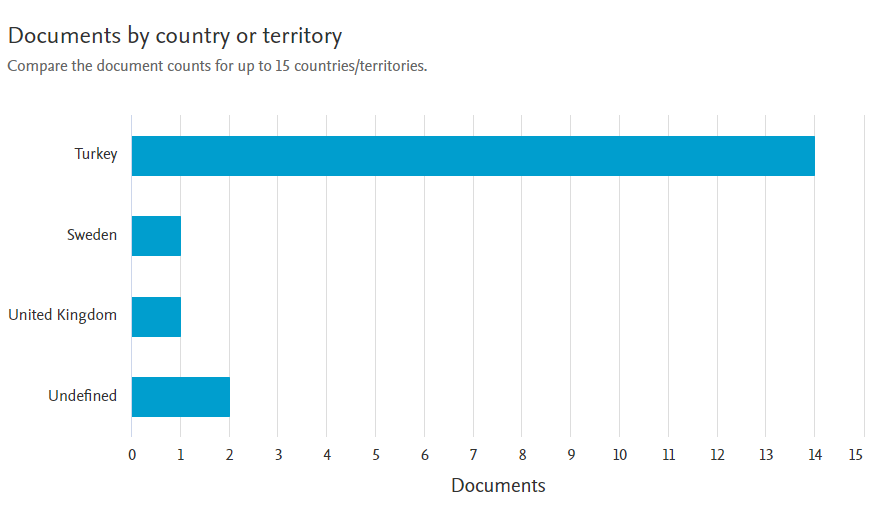 Documents by country or territory
Compare the document counts for up to 15 countries/territories.
Turkey
Sweden
United Kingdom
Undefined
0 1 2 3 4 5 6 7 8 9 10 11 12 13 14 15
Documents